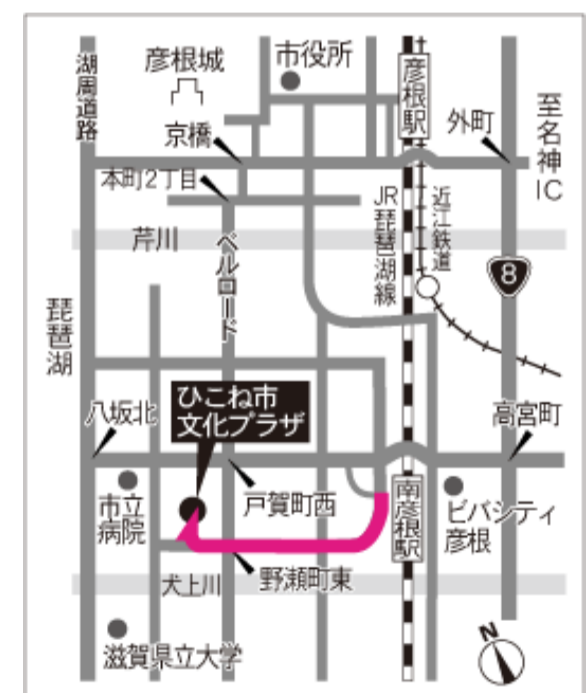 湖周道路
彦根城
市役所
彦根駅
外町
至名神IC
京橋
本町2丁目
JR琵琶湖線
近江鉄道
芹川
ベルロード
8
琵琶湖
ひこね市
文化プラザ
八坂北
高宮町
市立
病院
戸賀町西
南彦根駅
ビバシティ
彦根
犬上川
野瀬町東
N
滋賀県立大学